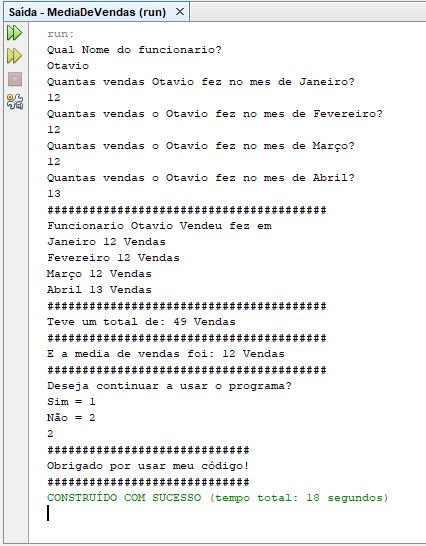 Saída - MediaDeVendas (run) ×
run:
Qual Nome do funcionario?
Otavio
Quantas vendas Otavio fez no mes de Janeiro?
12
Quantas vendas o Otavio fez no mes de Fevereiro?
12
Quantas vendas o Otavio fez no mes de Março?
12
Quantas vendas o Otavio fez no mes de Abril?
13
########################################
Funcionario Otavio Vendeu fez em
Janeiro 12 Vendas
Fevereiro 12 Vendas
Março 12 Vendas
Abril 13 Vendas
########################################
Teve um total de: 49 Vendas
########################################
E a media de vendas foi: 12 Vendas
########################################
Deseja continuar a usar o programa?
Sim = 1
Não = 2
2
#############################
Obrigado por usar meu código!
#############################
CONSTRUÍDO COM SUCESSO (tempo total: 18 segundos)